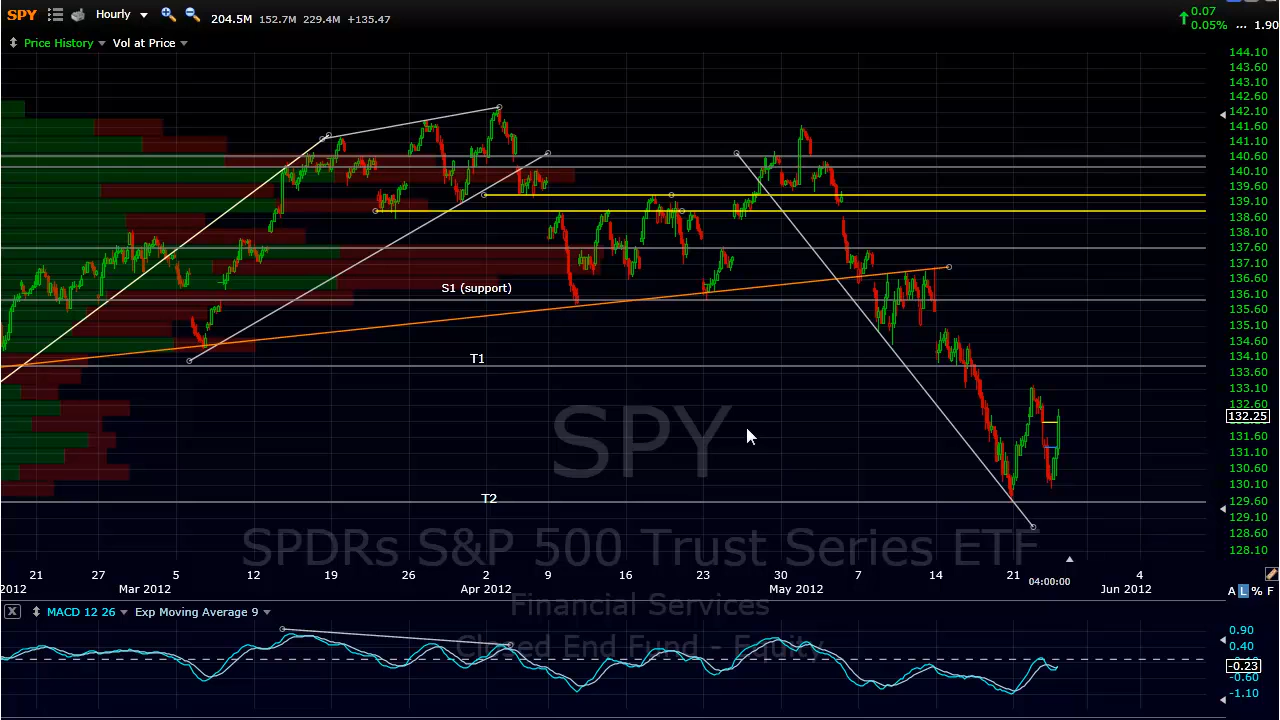 SPY Hourly 204.5M 152.7M 229.4M +135.47
0.07
0.05% ... 1.90
Price History Vol at Price
144.10
143.60
143.10
142.60
142.10
141.60
141.10
140.60
140.10
139.60
139.10
138.60
138.10
137.60
137.10
136.60
136.10
135.60
135.10
134.60
134.10
133.60
133.10
132.60
132.25
131.60
131.10
130.60
130.10
129.60
129.10
128.60
128.10
S1 (support)
T1
T2
SPY
SPDRs S&P 500 Trust Series ETF
Financial Services
Closed End Fund - Equity
21 27 5 12 19 26 2 9 16 23 30 7 14 21 04:00:00 4
2012 Mar 2012 Apr 2012 May 2012 Jun 2012
A L % F
X MACD 12 26 Exp Moving Average 9
0.90
0.40
-0.23
-0.60
-1.10